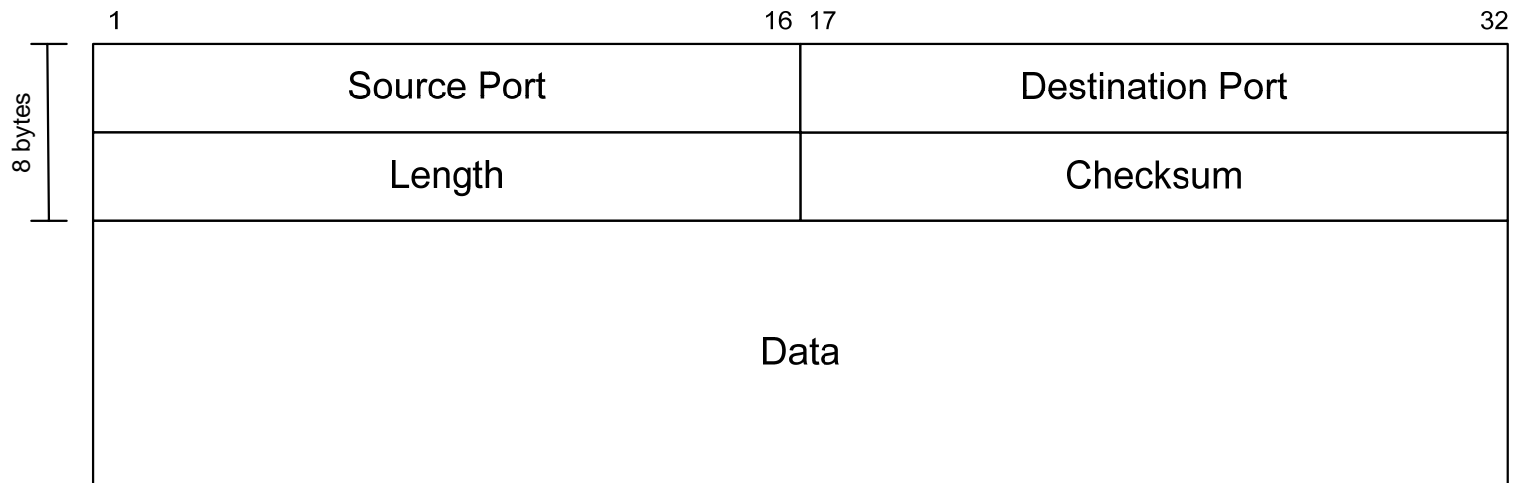 1 16 17 32
Source Port Destination Port
8 bytes
Length Checksum
Data